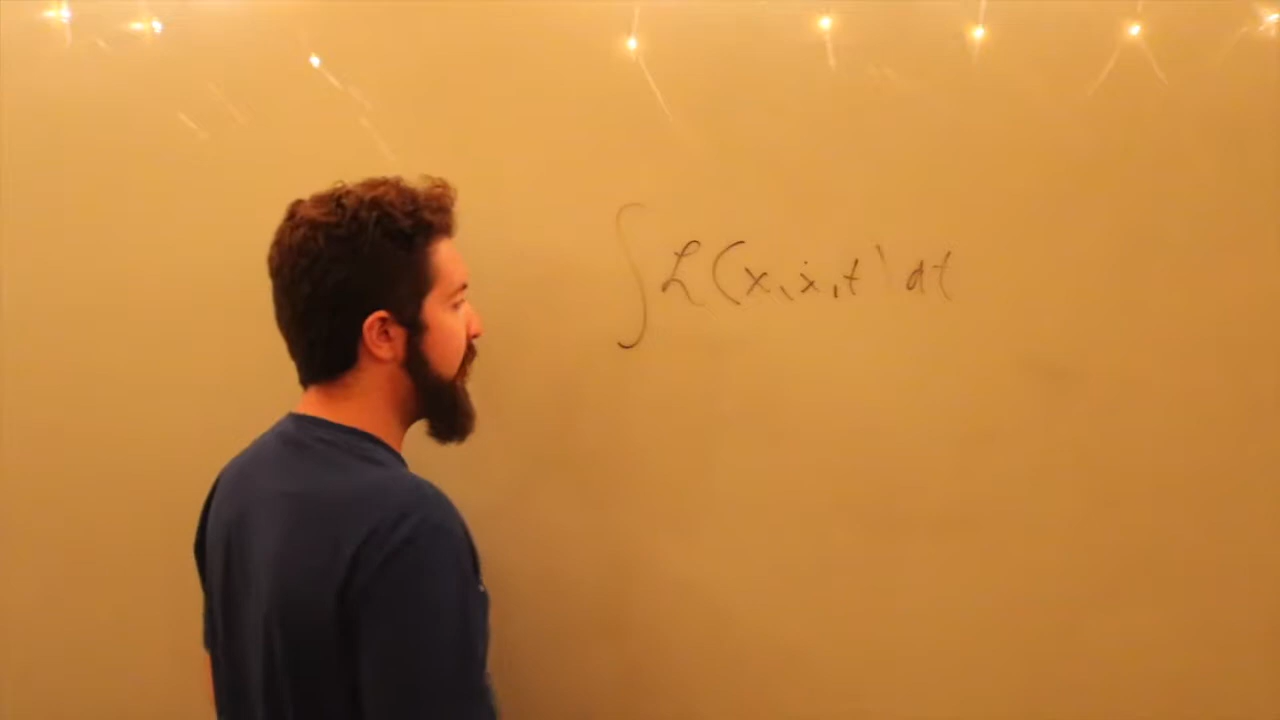 ∫ℒ(x, ẋ, t) dt